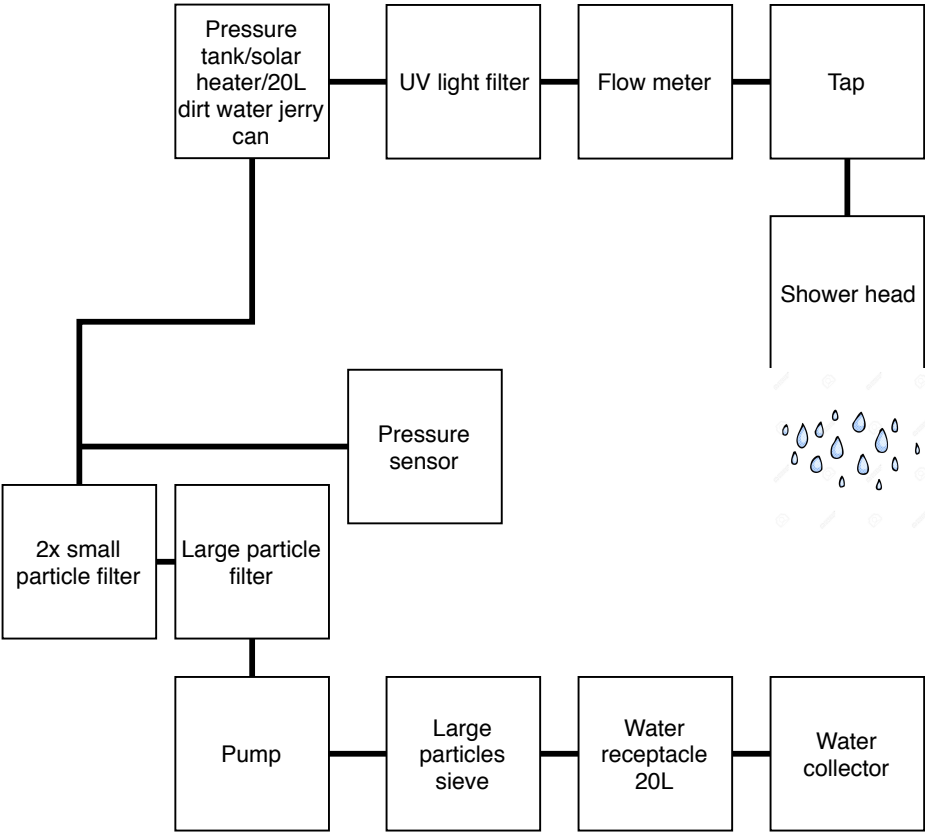 Pressure
tank/solar
heater/20L
dirt water jerry
can
UV light filter
Flow meter
Tap
Shower head
Pressure
sensor
2x small
particle filter
Large particle
filter
Pump
Large
particles
sieve
Water
receptacle
20L
Water
collector